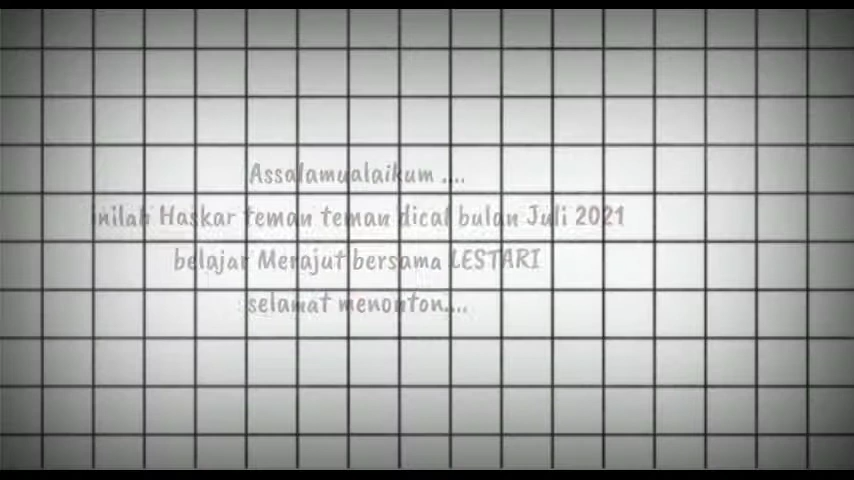 Assalamualaikum ....
inilah Haskar teman teman dical bulan Juli 2021
belajar Merajut bersama LESTARI
selamat menonton....